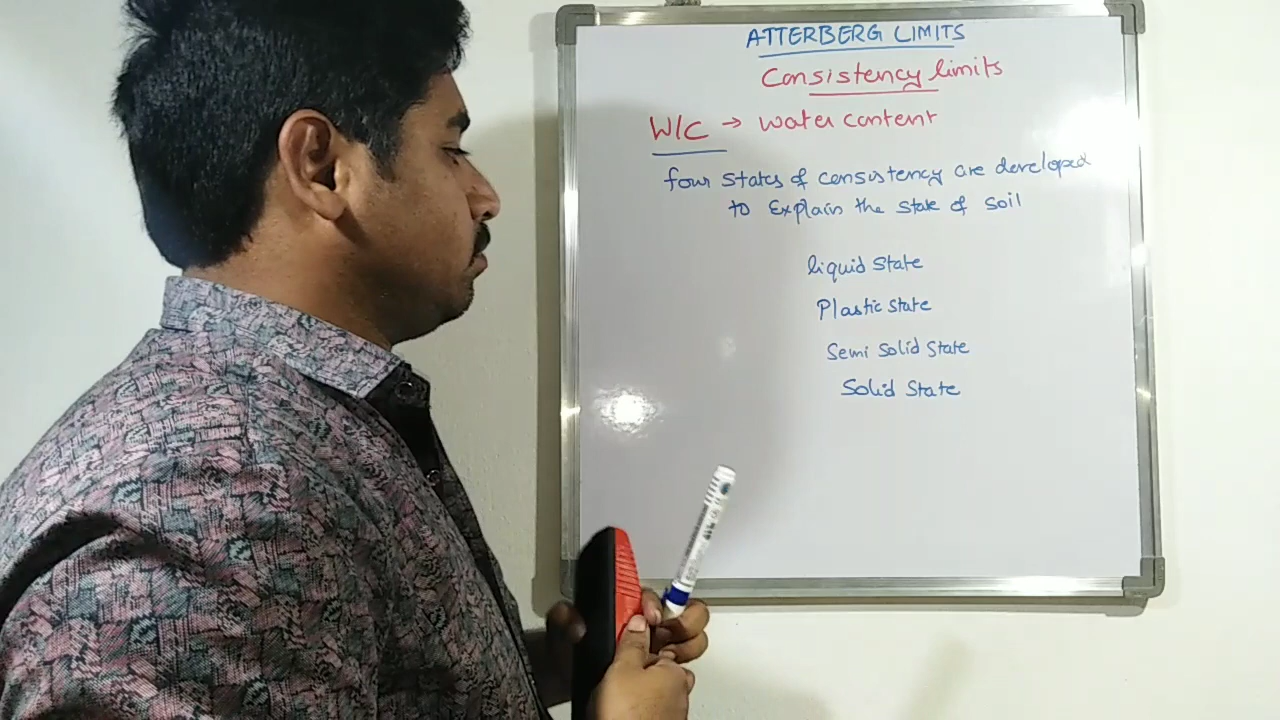 ATTERBERG LIMITS
Consistency limits
W/C → water content
four states of consistency are developed
to Explain the state of soil
liquid state
Plastic state
Semi solid state
Solid state